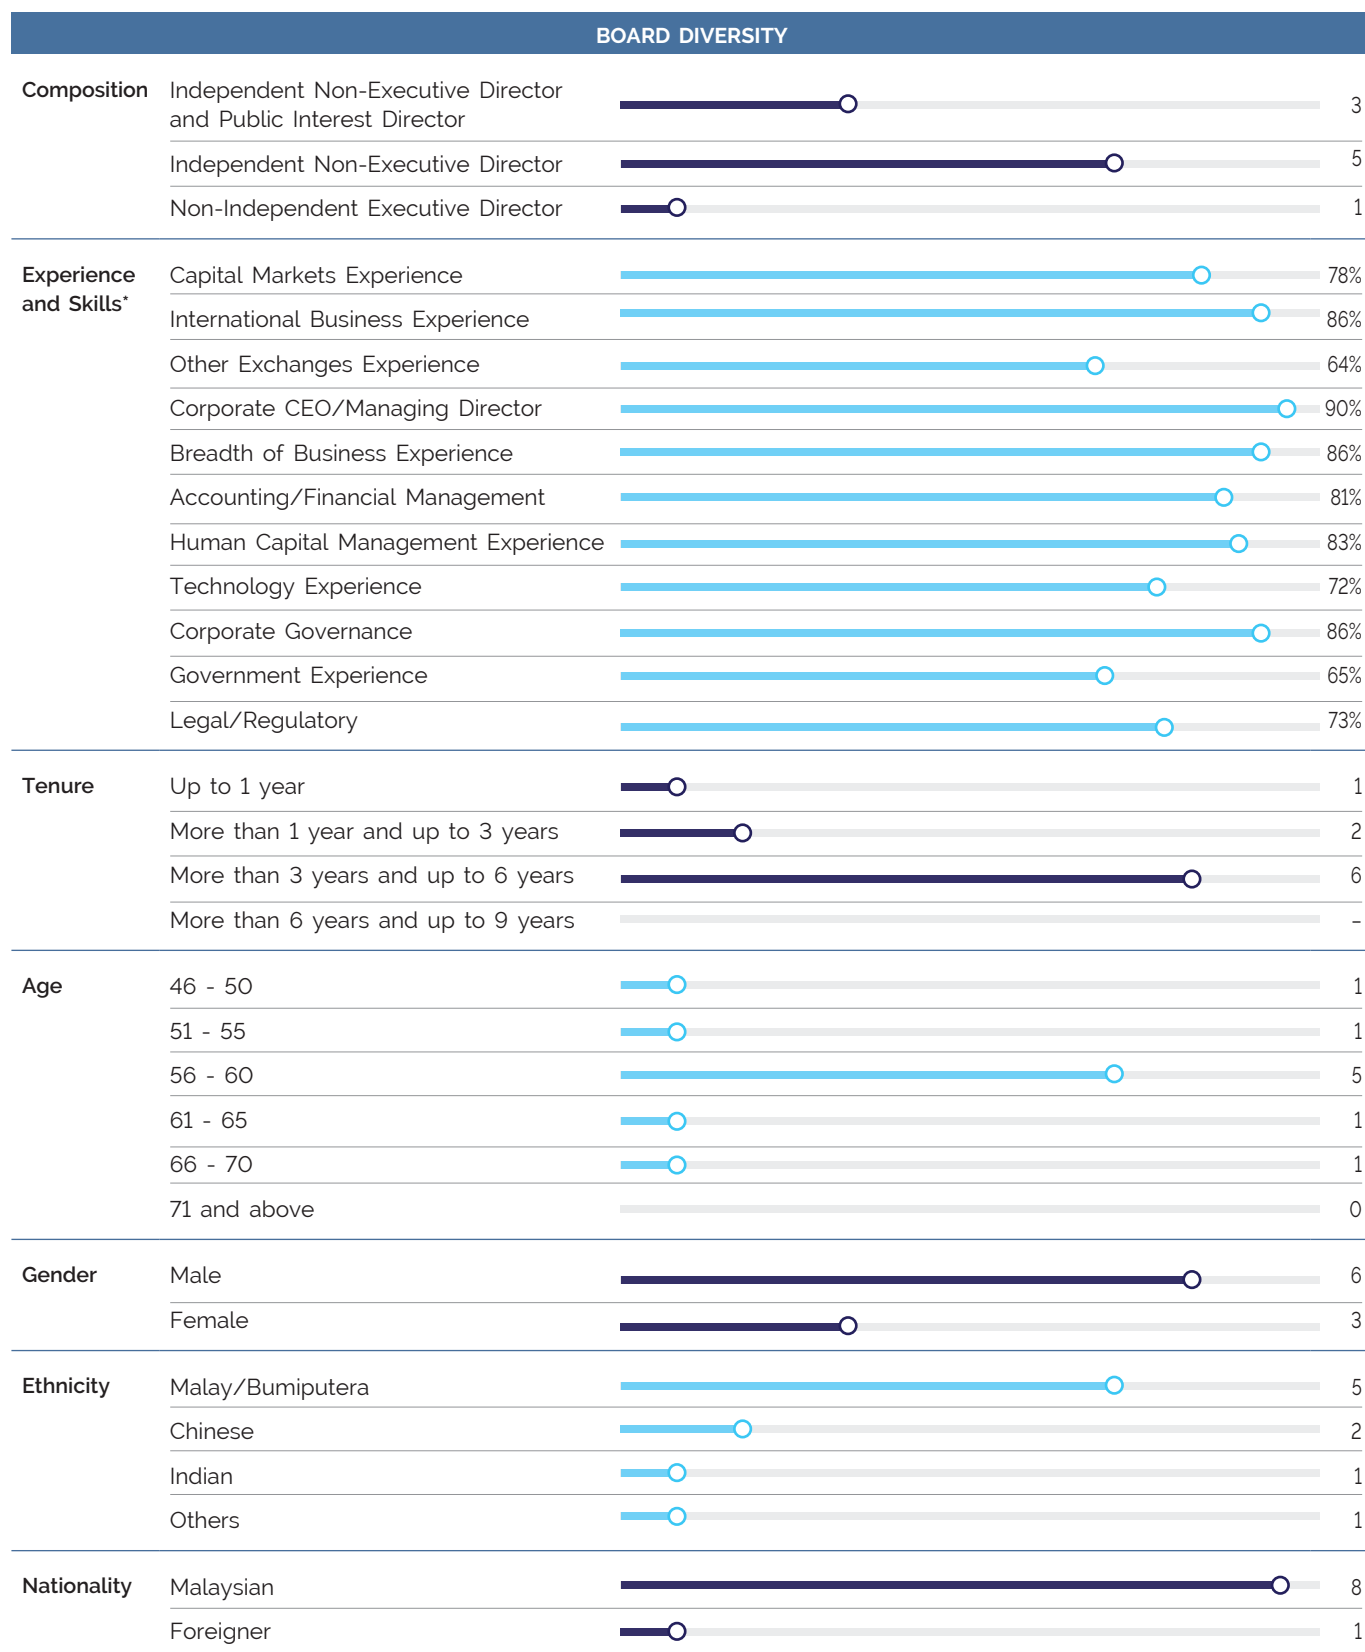 BOARD DIVERSITY
Composition
Independent Non-Executive Director
and Public Interest Director
3
Independent Non-Executive Director
5
Non-Independent Executive Director
1
Experience
and Skills*
Capital Markets Experience
78%
International Business Experience
86%
Other Exchanges Experience
64%
Corporate CEO/Managing Director
90%
Breadth of Business Experience
86%
Accounting/Financial Management
81%
Human Capital Management Experience
83%
Technology Experience
72%
Corporate Governance
86%
Government Experience
65%
Legal/Regulatory
73%
Tenure
Up to 1 year
1
More than 1 year and up to 3 years
2
More than 3 years and up to 6 years
6
More than 6 years and up to 9 years
–
Age
46 - 50
1
51 - 55
1
56 - 60
5
61 - 65
1
66 - 70
1
71 and above
0
Gender
Male
6
Female
3
Ethnicity
Malay/Bumiputera
5
Chinese
2
Indian
1
Others
1
Nationality
Malaysian
8
Foreigner
1